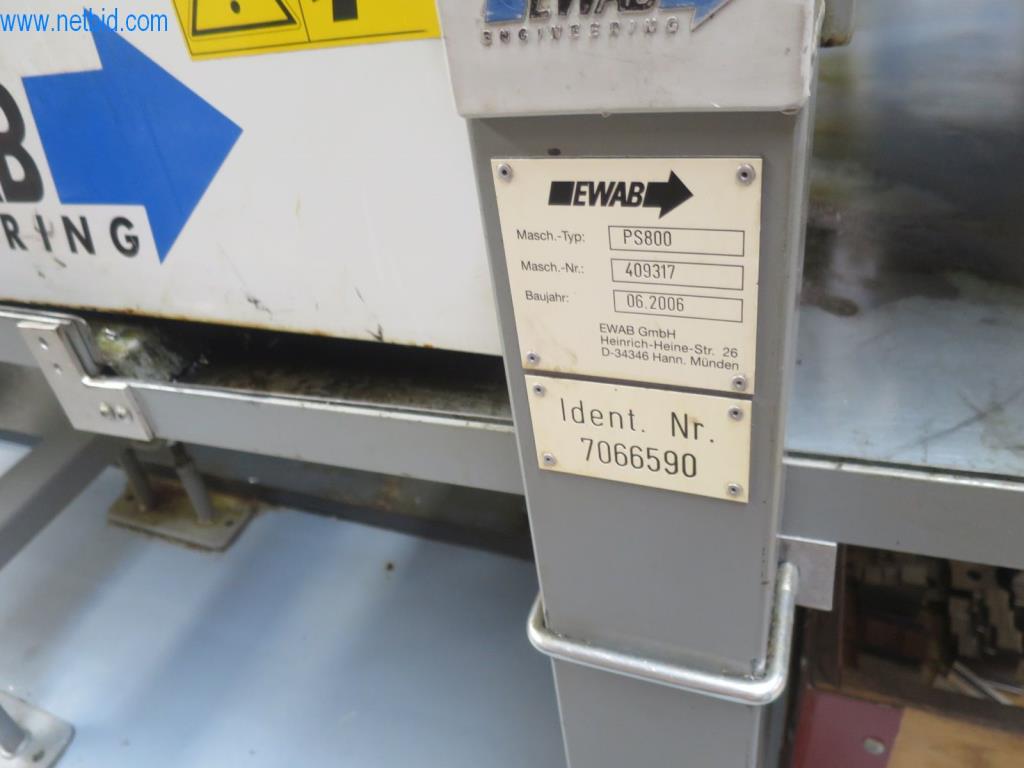 www.netbid.com
EWAB
ENGINEERING
RING
EWAB
Masch.-Typ: PS800
Masch.-Nr.: 409317
Baujahr: 06.2006
EWAB GmbH
Heinrich-Heine-Str. 26
D-34346 Hann. Münden
Ident. Nr.
7066590